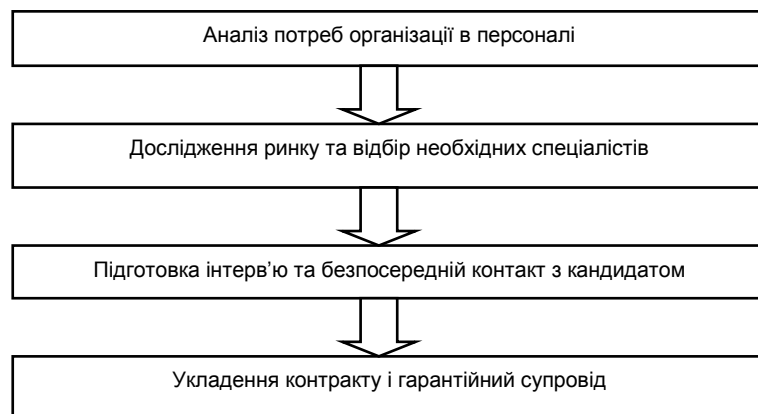 Аналіз потреб організації в персоналі
Дослідження ринку та відбір необхідних спеціалістів
Підготовка інтерв’ю та безпосередній контакт з кандидатом
Укладення контракту і гарантійний супровід